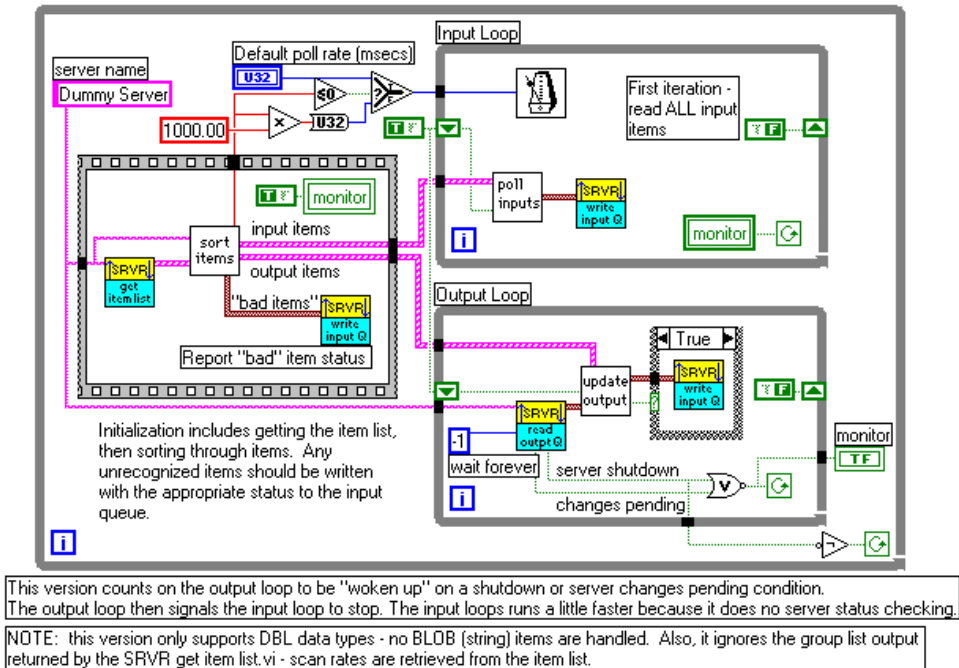 Input Loop
Default poll rate (msecs)
U32
server name
Dummy Server
≤0
?
1000.00
×
U32
First iteration -
read ALL input
items
T
F
T
monitor
poll
inputs
SRVR
write
input Q
input items
sort
items
SRVR
get
item list
output items
"bad items"
SRVR
write
input Q
Report "bad" item status
i
monitor
Output Loop
True
SRVR
write
input Q
update
output
F
SRVR
read
outpt Q
-1
wait forever
server shutdown
changes pending
V
monitor
TF
i
Initialization includes getting the item list,
then sorting through items. Any
unrecognized items should be written
with the appropriate status to the input
queue.
i
This version counts on the output loop to be "woken up" on a shutdown or server changes pending condition.
The output loop then signals the input loop to stop. The input loops runs a little faster because it does no server status checking.
NOTE: this version only supports DBL data types - no BLOB (string) items are handled. Also, it ignores the group list output
returned by the SRVR get item list.vi - scan rates are retrieved from the item list.